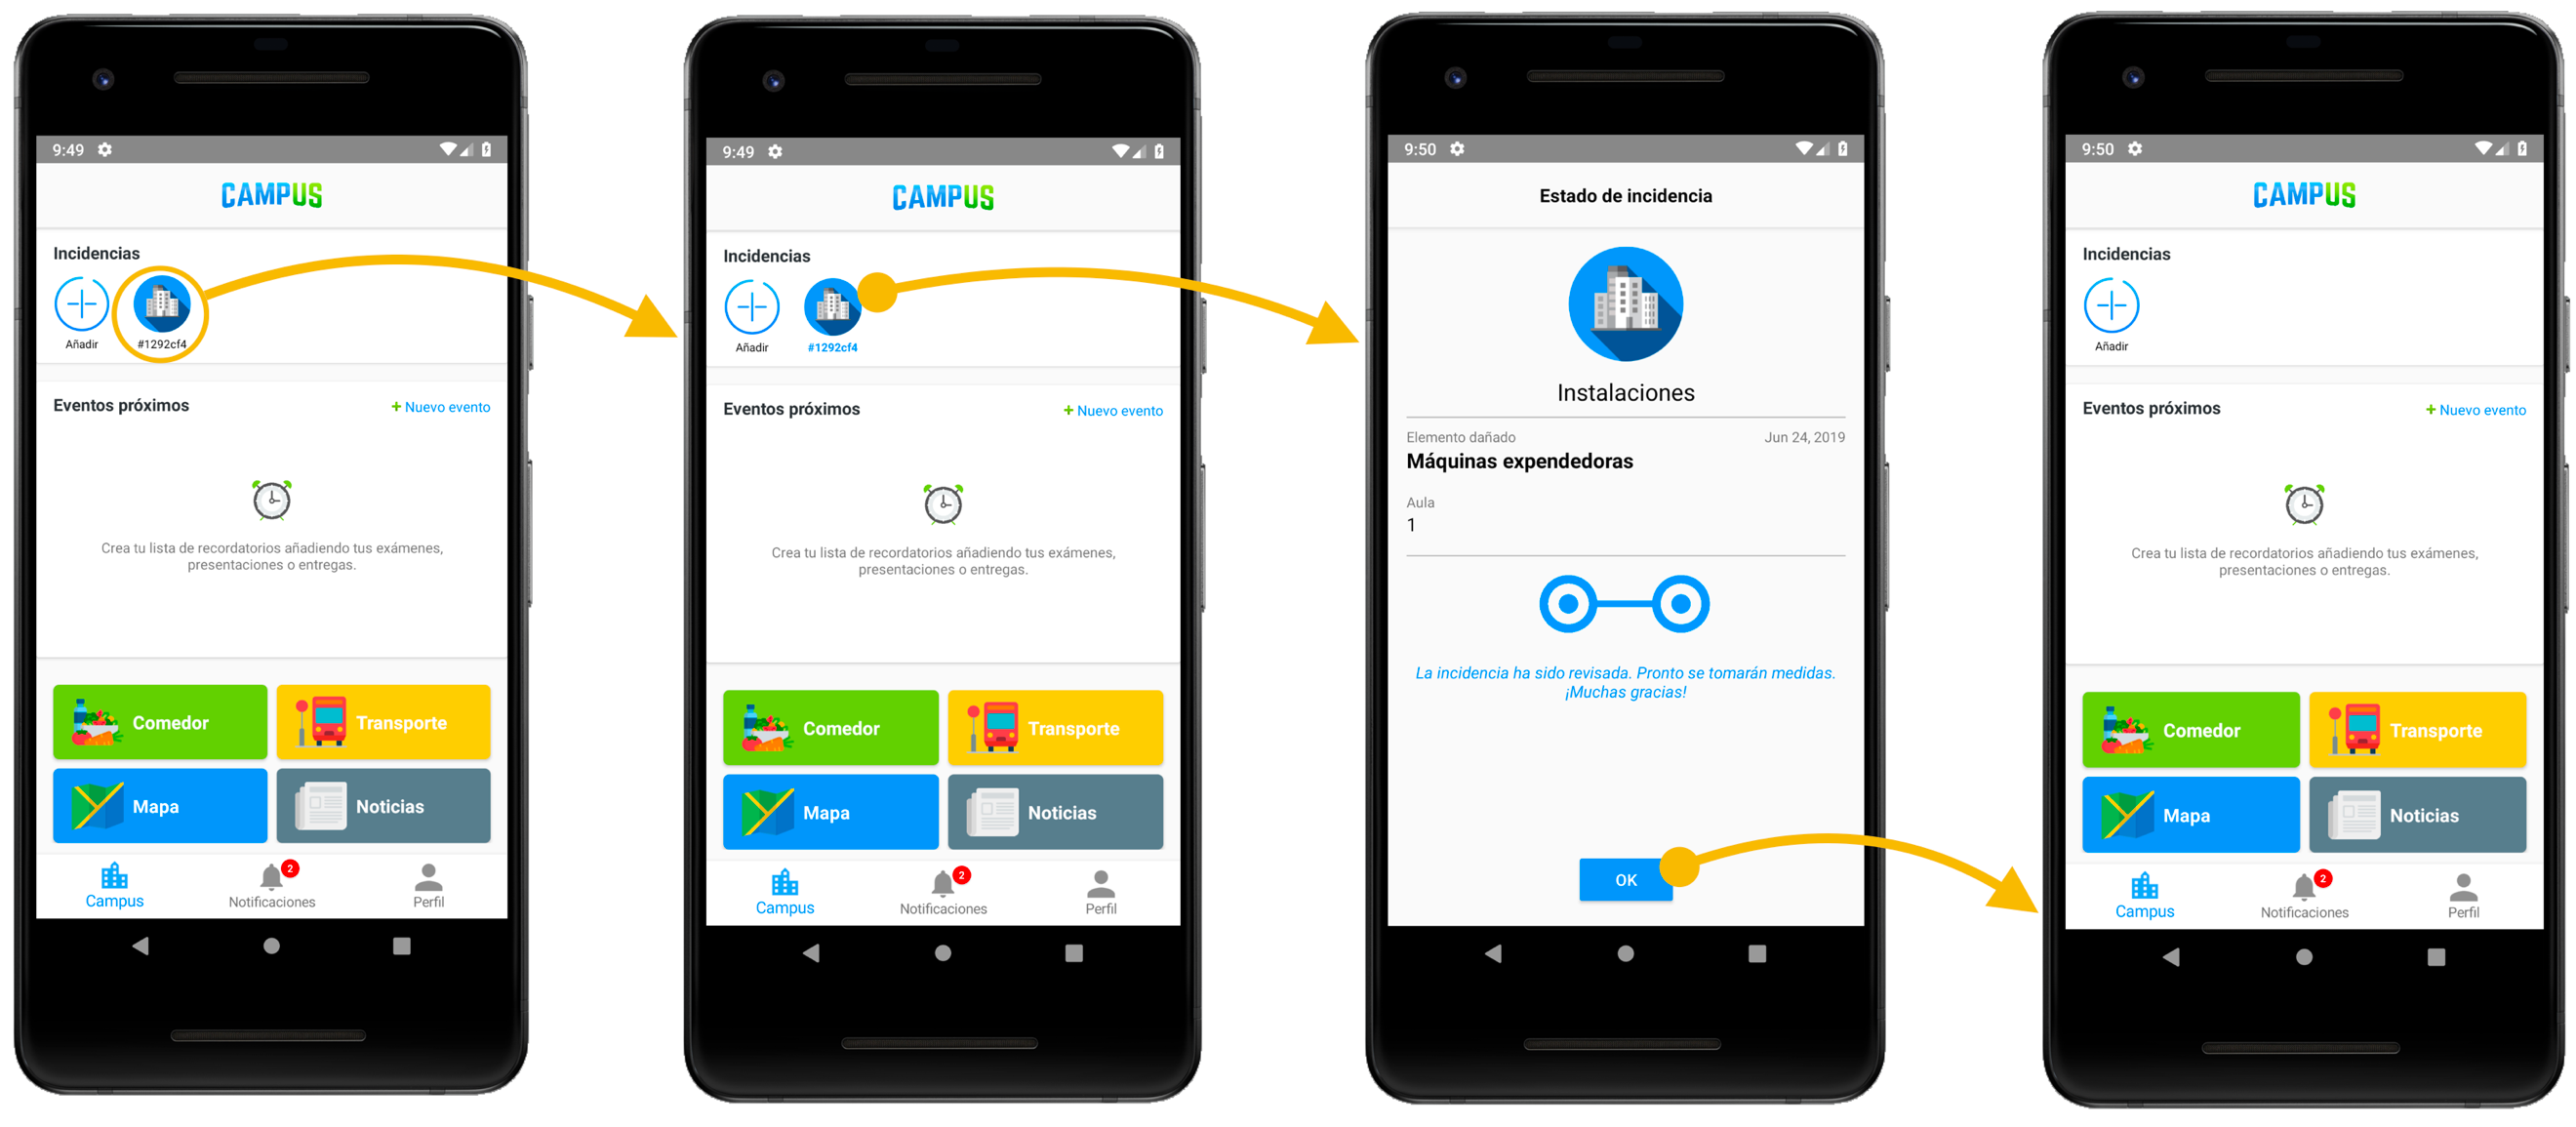 9:49
CAMPUS
Incidencias
Añadir
#1292cf4
Eventos próximos
+ Nuevo evento
Crea tu lista de recordatorios añadiendo tus exámenes,
presentaciones o entregas.
Comedor
Transporte
Mapa
Noticias
Campus
2
Notificaciones
Perfil
9:49
CAMPUS
Incidencias
Añadir
#1292cf4
Eventos próximos
+ Nuevo evento
Crea tu lista de recordatorios añadiendo tus exámenes,
presentaciones o entregas.
Comedor
Transporte
Mapa
Noticias
Campus
2
Notificaciones
Perfil
9:50
Estado de incidencia
Instalaciones
Elemento dañado
Jun 24, 2019
Máquinas expendedoras
Aula
1
La incidencia ha sido revisada. Pronto se tomarán medidas.
¡Muchas gracias!
OK
9:50
CAMPUS
Incidencias
Añadir
Eventos próximos
+ Nuevo evento
Crea tu lista de recordatorios añadiendo tus exámenes,
presentaciones o entregas.
Comedor
Transporte
Mapa
Noticias
Campus
2
Notificaciones
Perfil